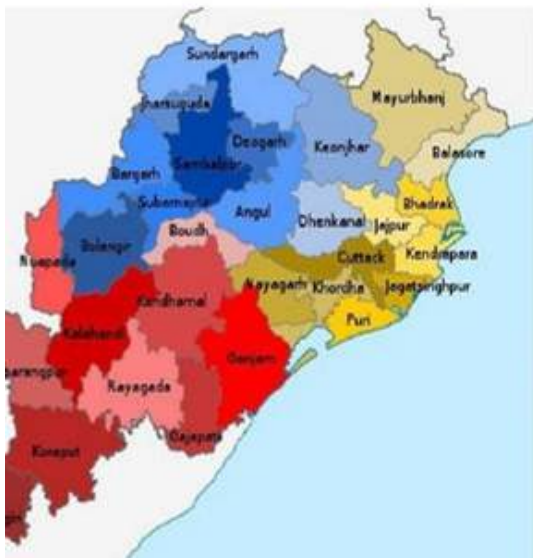 Sundargarh
Mayurbhanj
Jharsuguda
Deogarh
Keonjhar
Balasore
Sambalpur
Bargarh
Bhadrak
Subarnapur
Angul
Dhenkanal
Jajpur
Boudh
Bolangir
Cuttack
Kendrapara
Nuapada
Nayagarh
Khordha
Jagatsinghpur
Kandhamal
Puri
Kalahandi
Ganjam
Rayagada
Gajapati
Koraput